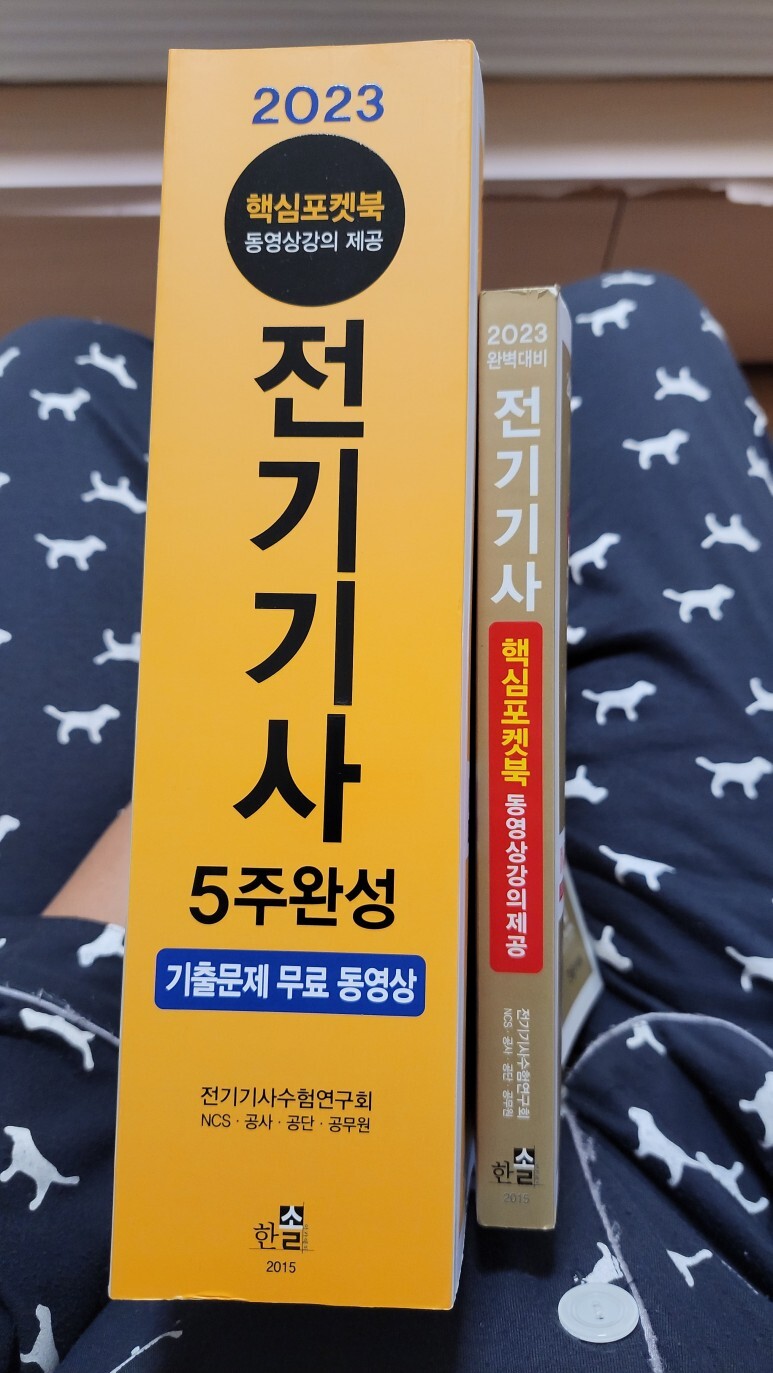 2023
핵심포켓북
동영상강의 제공
전기기사
5주완성
기출문제 무료 동영상
전기기사수험연구회
NCS · 공사 · 공단 · 공무원
한솔
2015
2023
완벽대비
전기기사
핵심포켓북
동영상강의제공
전기기사수험연구회
NCS · 공사 · 공단 · 공무원
한솔
2015